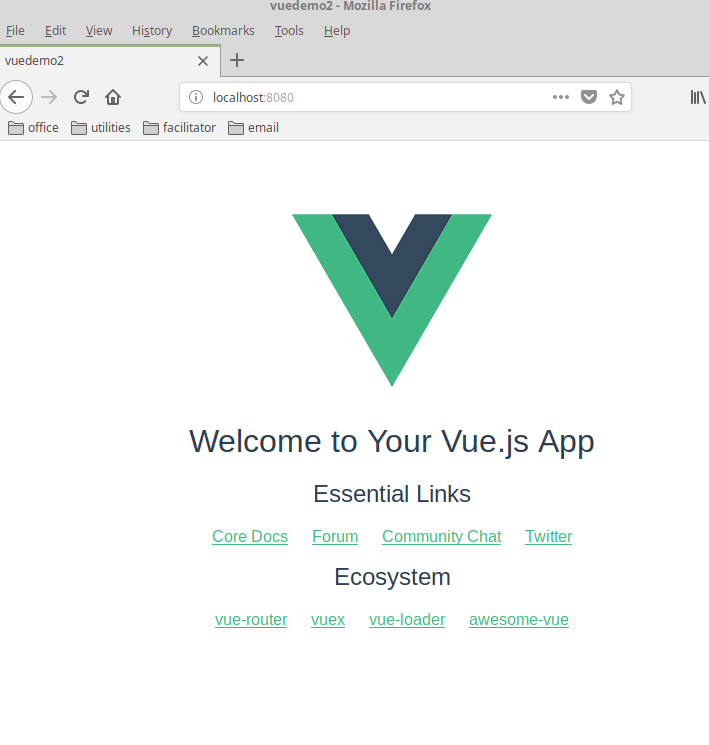 vuedemo2 - Mozilla Firefox
File Edit View History Bookmarks Tools Help
vuedemo2
localhost:8080
office utilities facilitator email
Welcome to Your Vue.js App
Essential Links
Core Docs Forum Community Chat Twitter
Ecosystem
vue-router vuex vue-loader awesome-vue